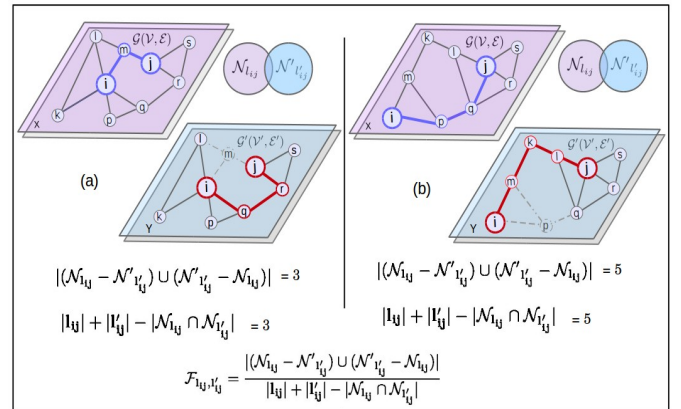 𝒢(𝒱, ℰ)
l
m
j
s
i
r
k
p
q
X
𝒩_{l_{ij}} 𝒩'_{l'_{ij}}
𝒢'(𝒱', ℰ')
l
m
j
s
i
r
k
p
q
Y
(a)
|(𝒩_{l_{ij}} − 𝒩'_{l'_{ij}}) ∪ (𝒩'_{l'_{ij}} − 𝒩_{l_{ij}})| = 3
|l_{ij}| + |l'_{ij}| − |𝒩_{l_{ij}} ∩ 𝒩_{l'_{ij}}| = 3
𝒢(𝒱, ℰ)
k
l
j
s
m
r
i
p
q
X
𝒩_{l_{ij}} 𝒩'_{l'_{ij}}
𝒢'(𝒱', ℰ')
k
l
j
s
m
r
i
p
q
Y
(b)
|(𝒩_{l_{ij}} − 𝒩'_{l'_{ij}}) ∪ (𝒩'_{l'_{ij}} − 𝒩_{l_{ij}})| = 5
|l_{ij}| + |l'_{ij}| − |𝒩_{l_{ij}} ∩ 𝒩_{l'_{ij}}| = 5
ℱ_{l_{ij}, l'_{ij}} = |(𝒩_{l_{ij}} − 𝒩'_{l'_{ij}}) ∪ (𝒩'_{l'_{ij}} − 𝒩_{l_{ij}})| / |l_{ij}| + |l'_{ij}| − |𝒩_{l_{ij}} ∩ 𝒩_{l'_{ij}}|